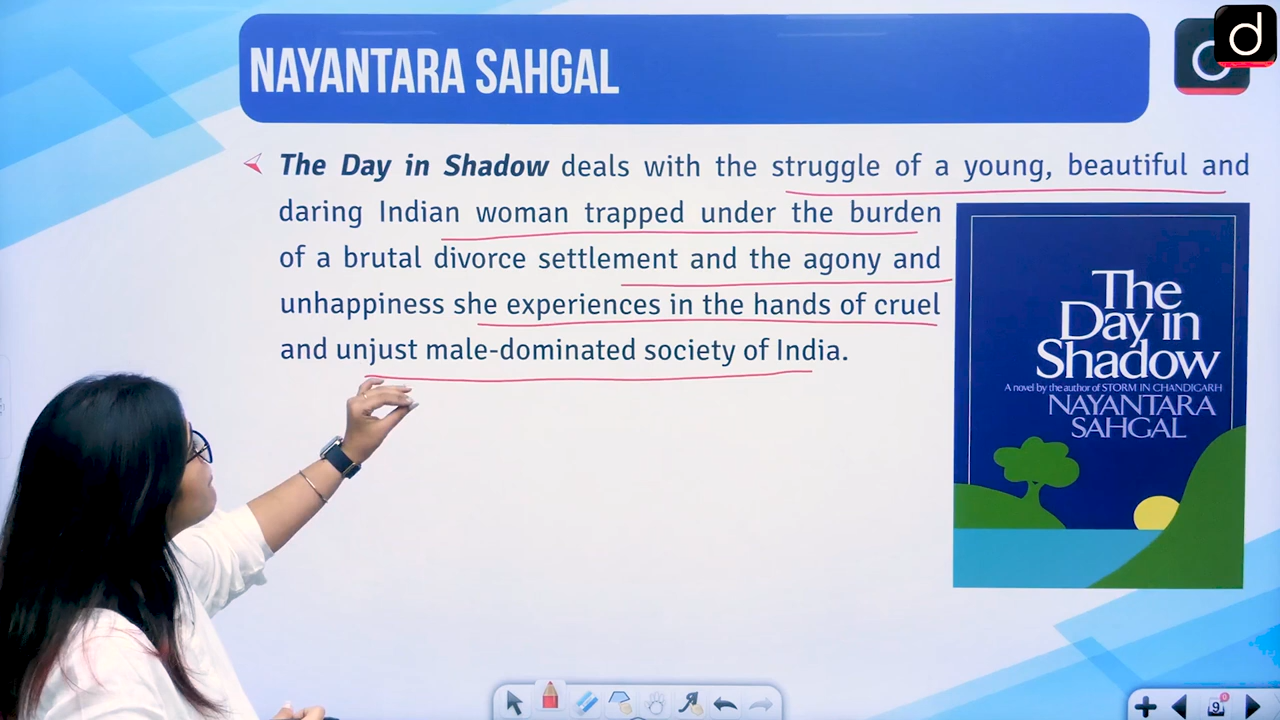 NAYANTARA SAHGAL
d
The Day in Shadow deals with the struggle of a young, beautiful and
daring Indian woman trapped under the burden
of a brutal divorce settlement and the agony and
unhappiness she experiences in the hands of cruel
and unjust male-dominated society of India.
The
Day in
Shadow
A novel by the author of STORM IN CHANDIGARH
NAYANTARA
SAHGAL
9
0